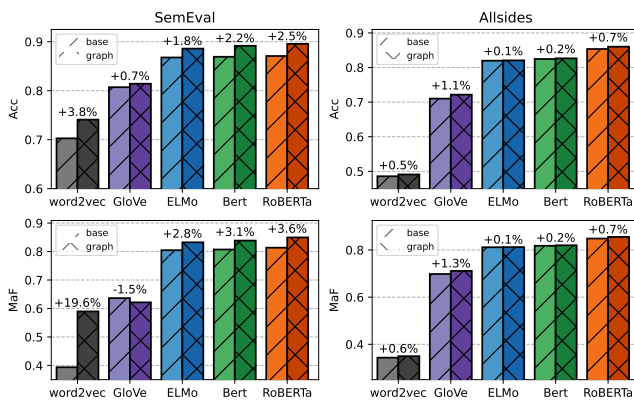 SemEval
base
graph
+3.8%
+0.7%
+1.8%
+2.2%
+2.5%
Acc
0.9
0.8
0.7
0.6
word2vec GloVe ELMo Bert RoBERTa
Allsides
base
graph
+0.5%
+1.1%
+0.1%
+0.2%
+0.7%
Acc
0.9
0.8
0.7
0.6
0.5
word2vec GloVe ELMo Bert RoBERTa
base
graph
+19.6%
-1.5%
+2.8%
+3.1%
+3.6%
MaF
0.9
0.8
0.7
0.6
0.5
0.4
word2vec GloVe ELMo Bert RoBERTa
base
graph
+0.6%
+1.3%
+0.1%
+0.2%
+0.7%
MaF
0.8
0.6
0.4
word2vec GloVe ELMo Bert RoBERTa